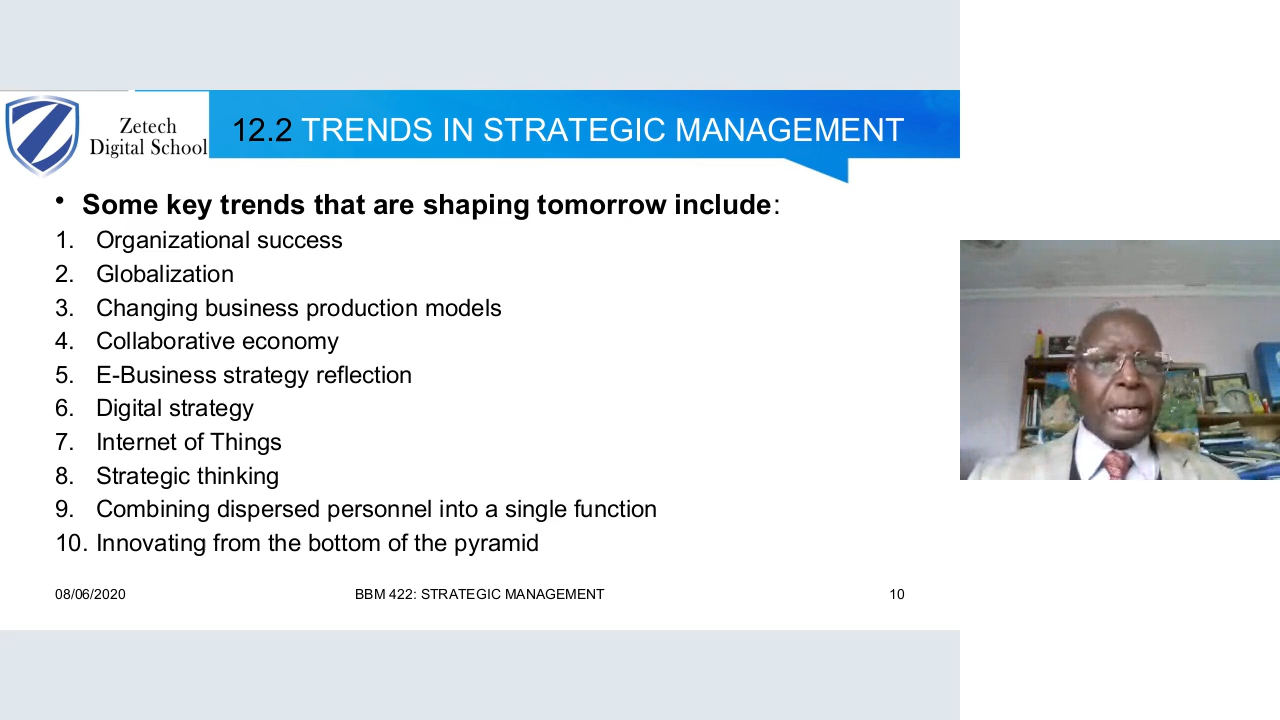 Zetech
Digital School
12.2 TRENDS IN STRATEGIC MANAGEMENT
• Some key trends that are shaping tomorrow include:
1. Organizational success
2. Globalization
3. Changing business production models
4. Collaborative economy
5. E-Business strategy reflection
6. Digital strategy
7. Internet of Things
8. Strategic thinking
9. Combining dispersed personnel into a single function
10. Innovating from the bottom of the pyramid
08/06/2020 BBM 422: STRATEGIC MANAGEMENT 10